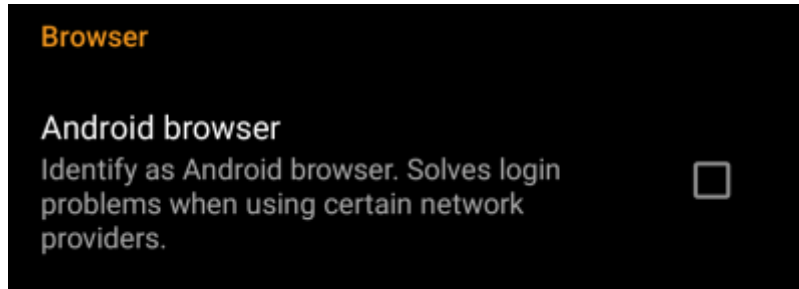 Browser
Android browser
Identify as Android browser. Solves login
problems when using certain network
providers.